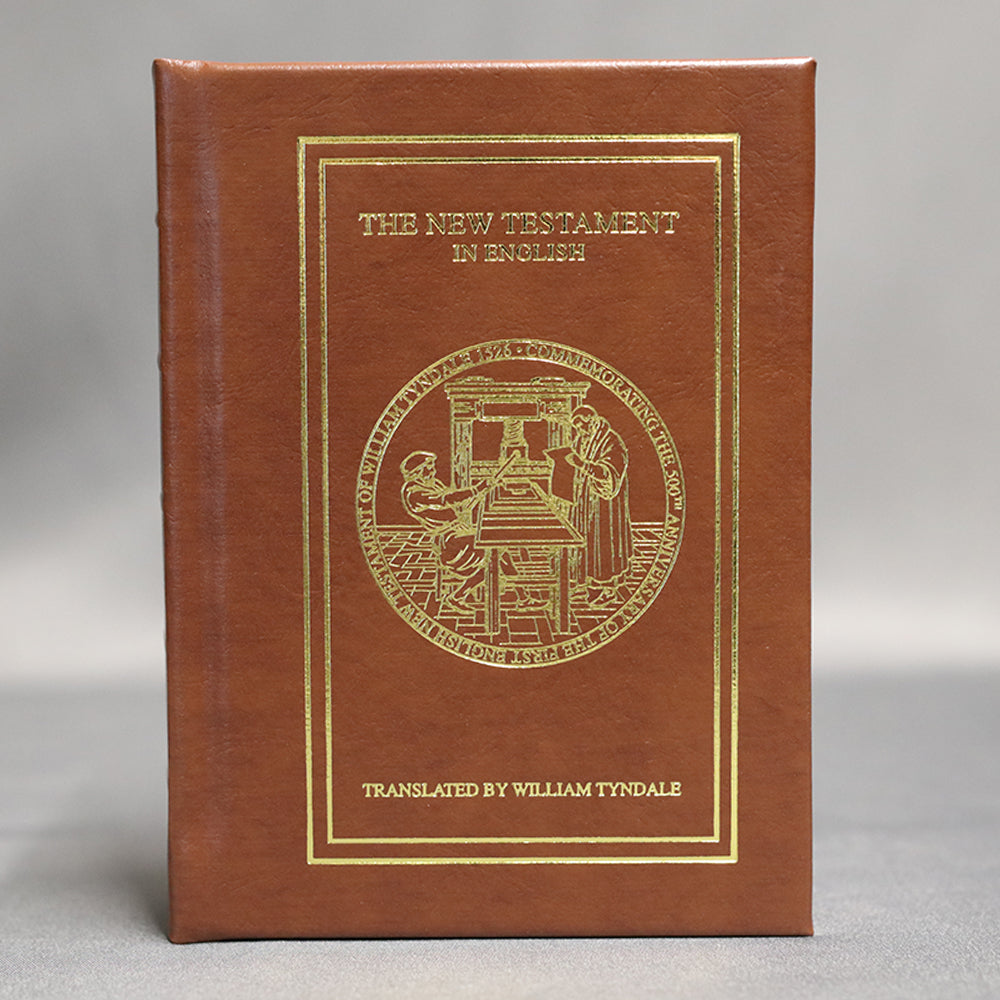 THE NEW TESTAMENT
IN ENGLISH
COMMEMORATING THE 500TH ANNIVERSARY OF THE FIRST ENGLISH NEW TESTAMENT OF WILLIAM TYNDALE 1526 •
TRANSLATED BY WILLIAM TYNDALE